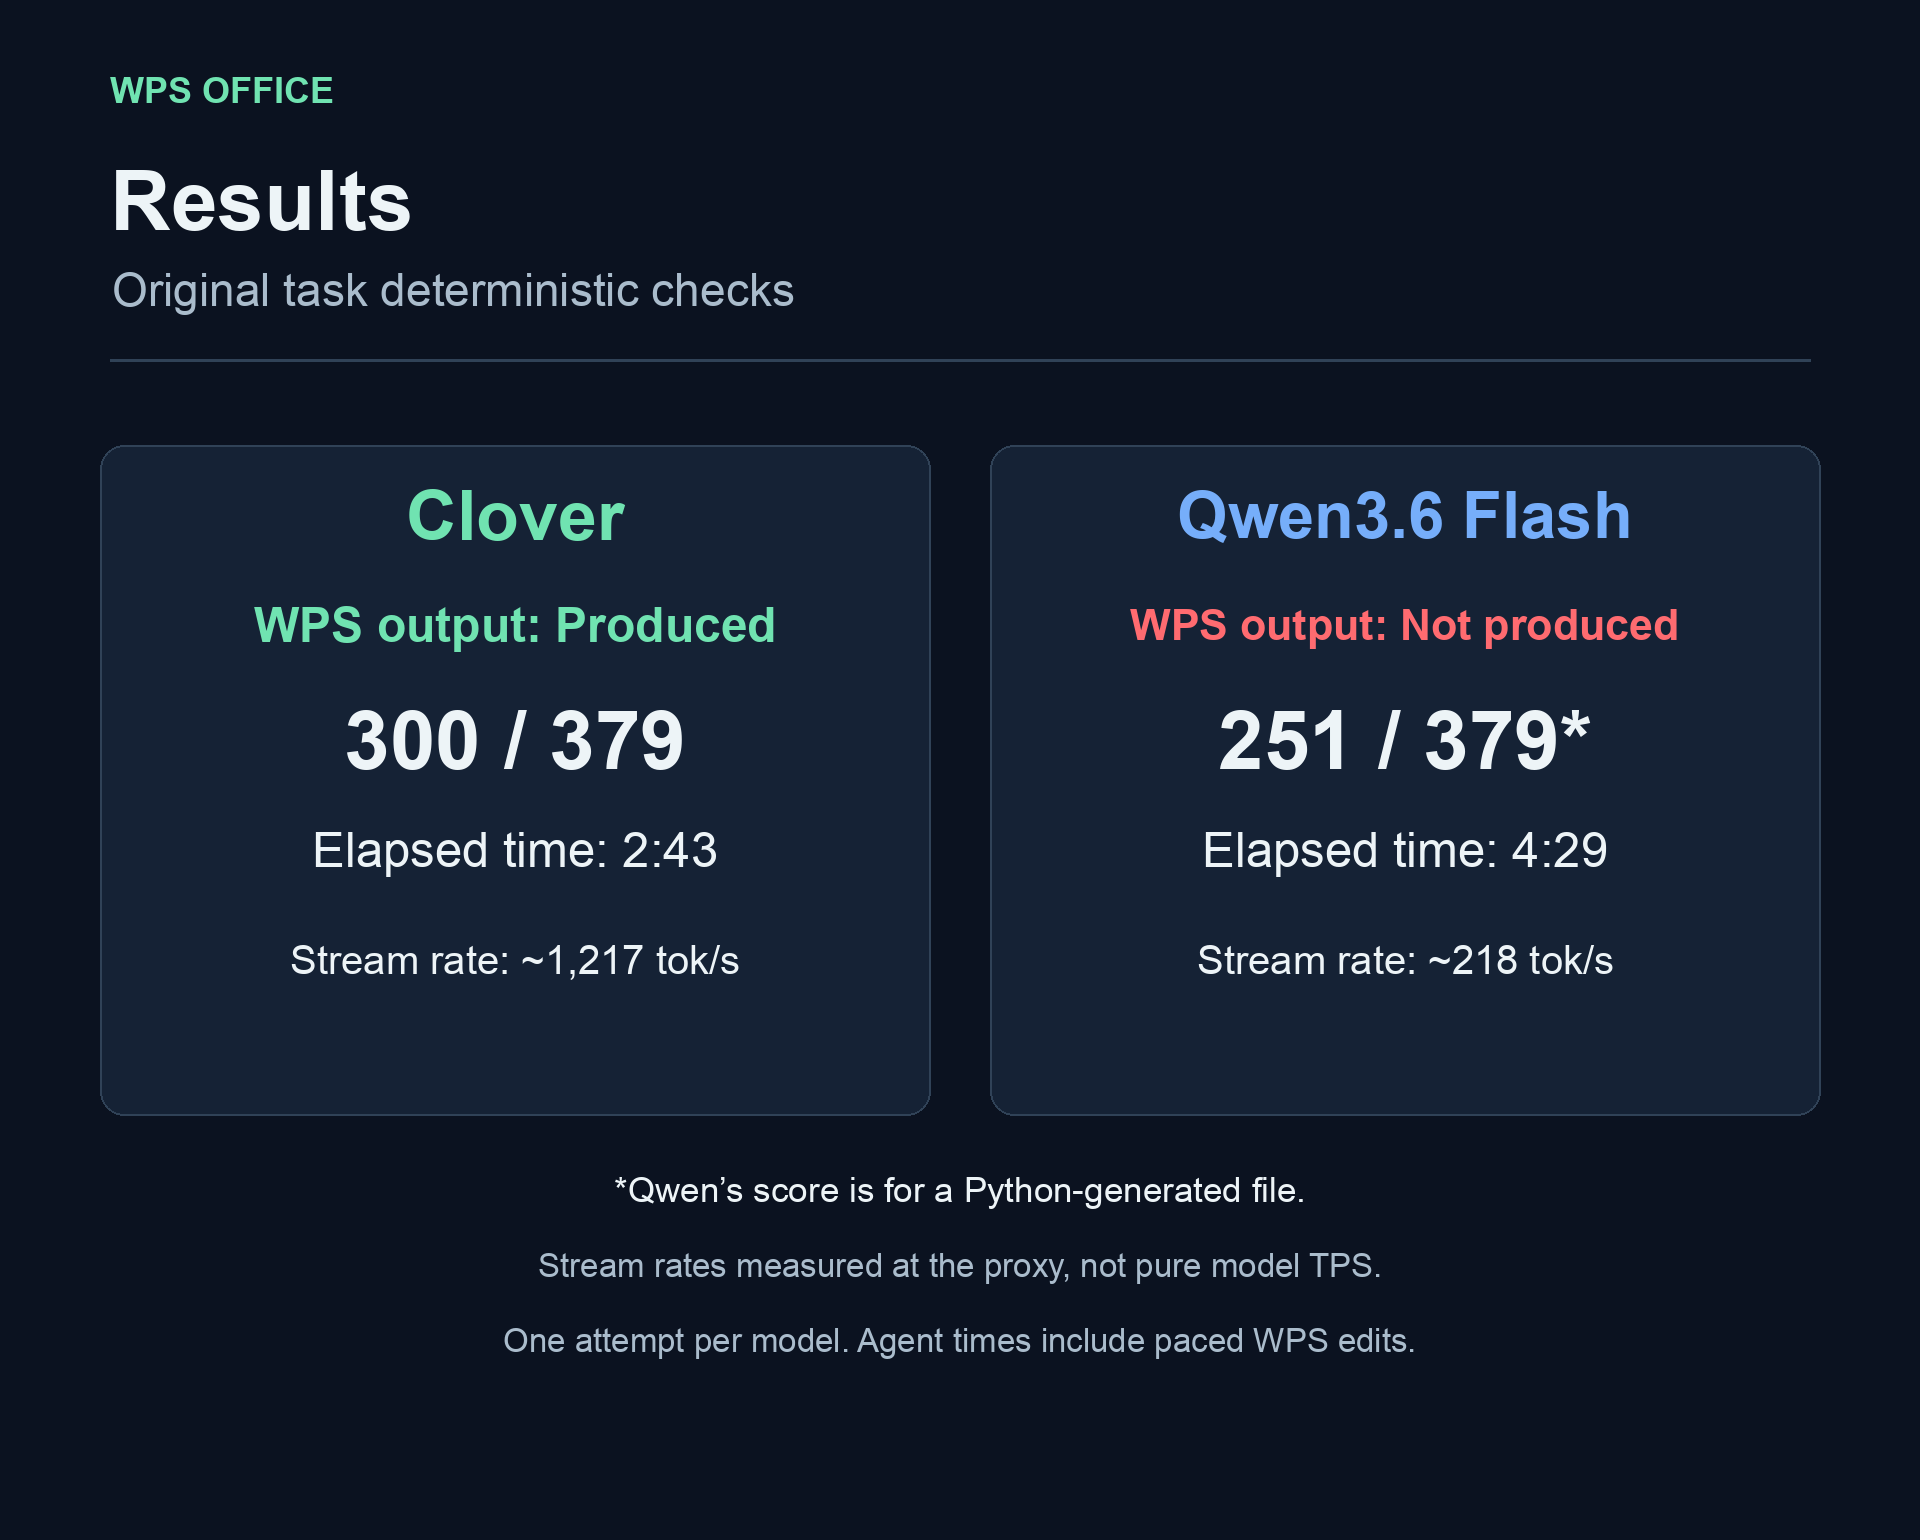 WPS OFFICE
Results
Original task deterministic checks
Clover
WPS output: Produced
300 / 379
Elapsed time: 2:43
Stream rate: ~1,217 tok/s
Qwen3.6 Flash
WPS output: Not produced
251 / 379*
Elapsed time: 4:29
Stream rate: ~218 tok/s
*Qwen’s score is for a Python-generated file.
Stream rates measured at the proxy, not pure model TPS.
One attempt per model. Agent times include paced WPS edits.